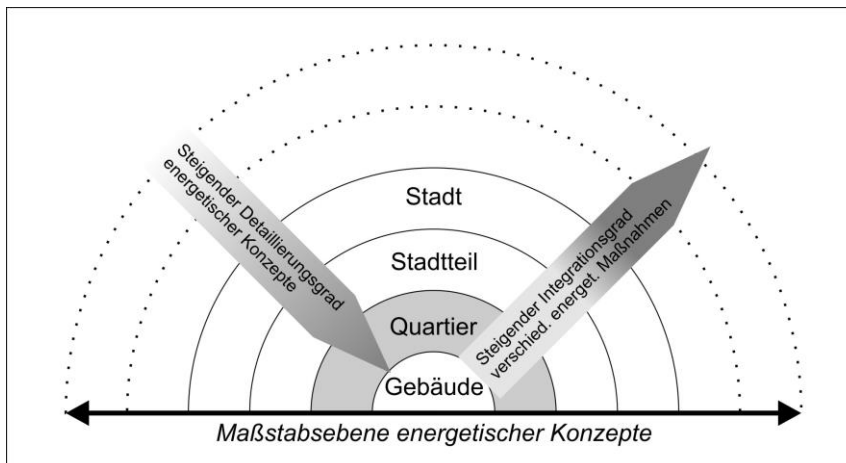 Stadt
Stadtteil
Quartier
Gebäude
Steigender Detaillierungsgrad
energetischer Konzepte
Steigender Integrationsgrad
verschied. energet. Maßnahmen
Maßstabsebene energetischer Konzepte